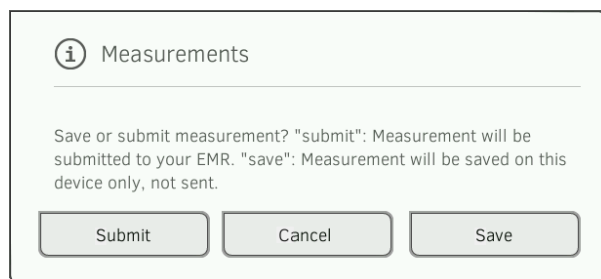 Measurements
Save or submit measurement? "submit": Measurement will be
submitted to your EMR. "save": Measurement will be saved on this
device only, not sent.
Submit Cancel Save